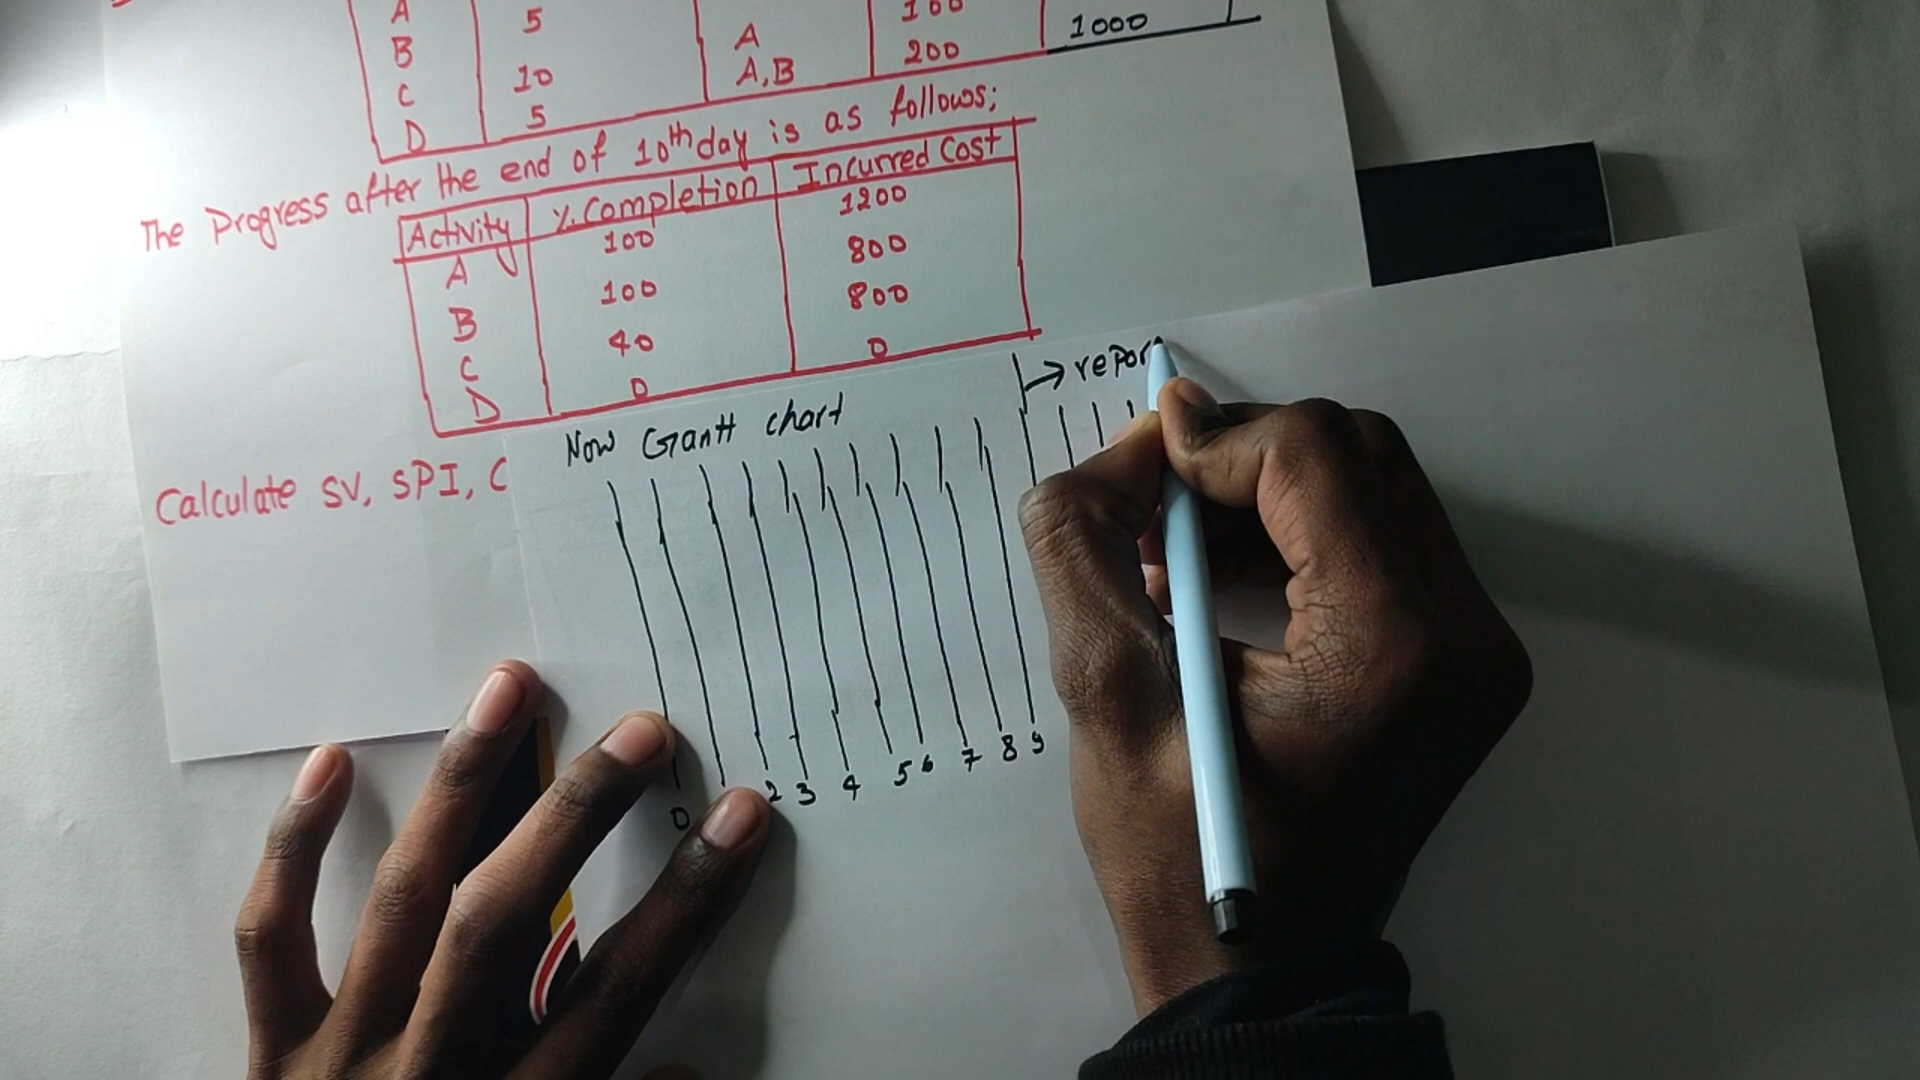 A 5 100
B 10 A 200 1000
C 5 A,B
D
The Progress after the end of 10th day is as follows;
Activity %.Completion Incurred Cost
A 100 1200
B 100 800
C 40 800
D 0 0
Calculate SV, SPI, C
Now Gantt chart
→ repor
0 2 3 4 5 6 7 8 9